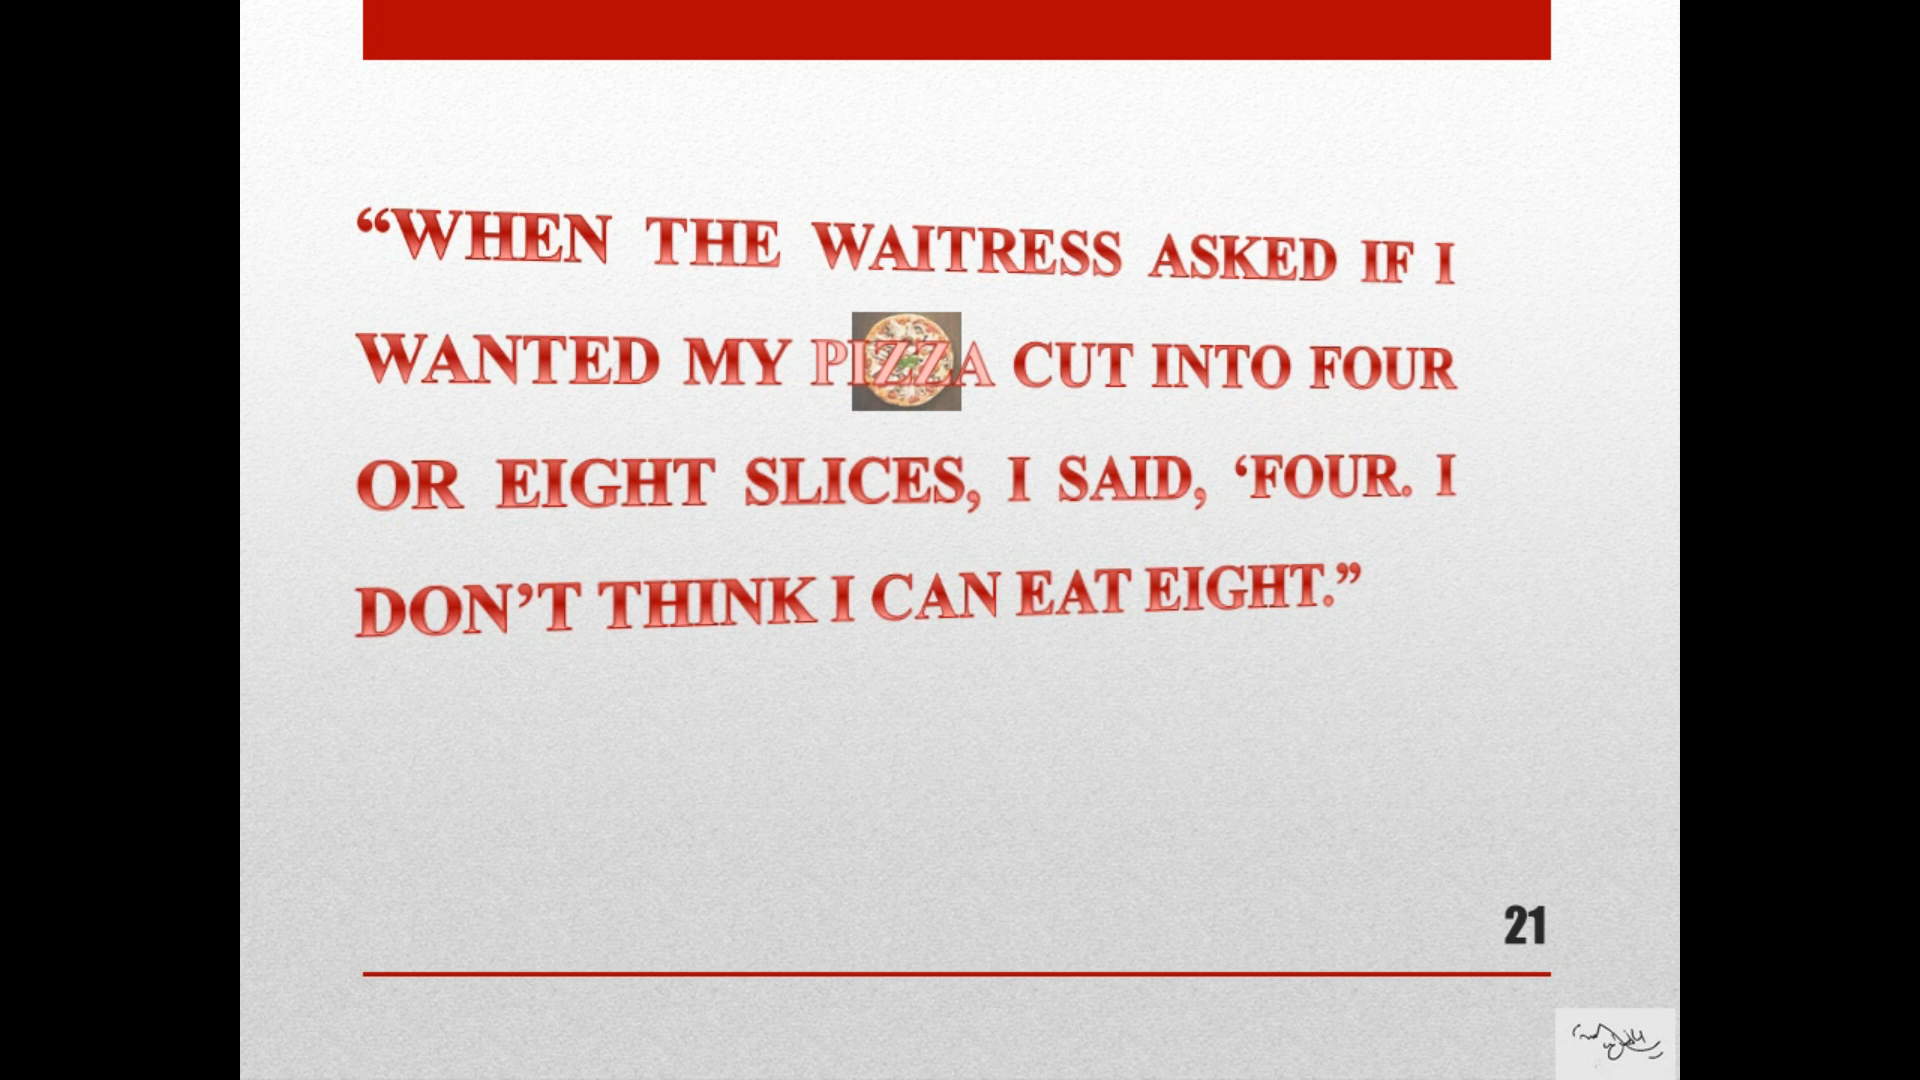 “WHEN THE WAITRESS ASKED IF I
WANTED MY PIZZA CUT INTO FOUR
OR EIGHT SLICES, I SAID, ‘FOUR. I
DON’T THINK I CAN EAT EIGHT.”
21